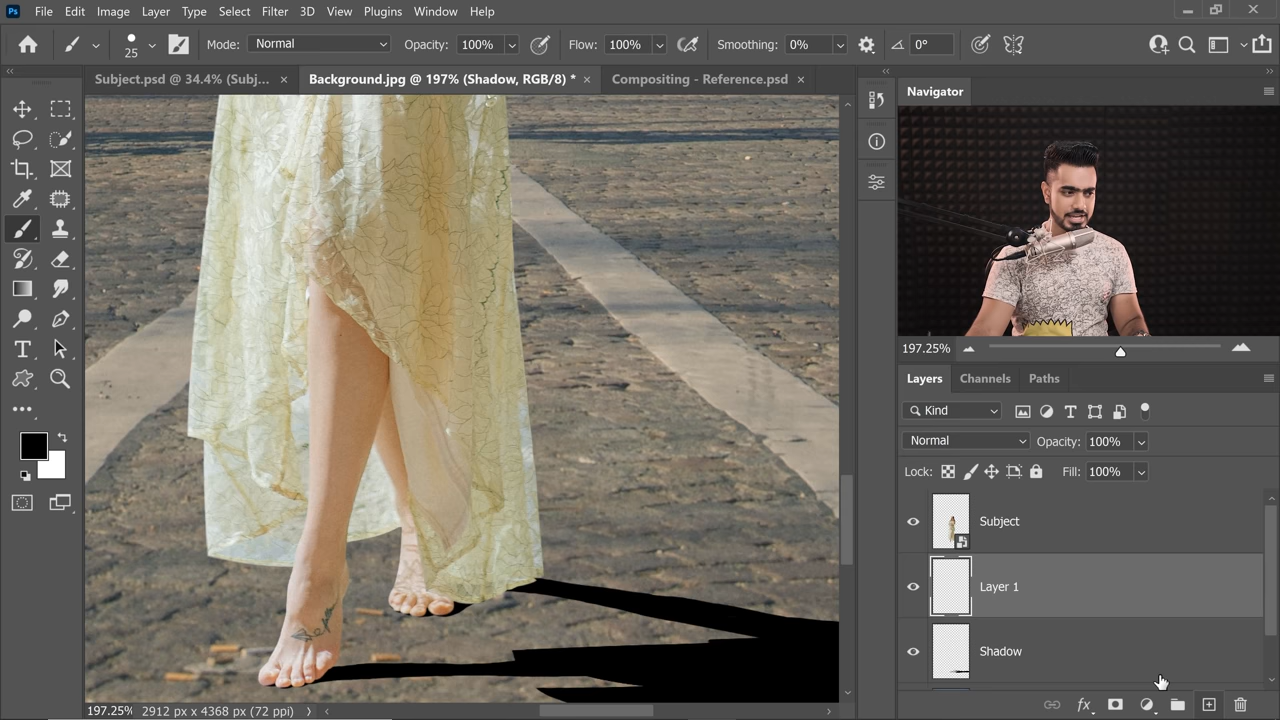 Ps File Edit Image Layer Type Select Filter 3D View Plugins Window Help
25 Mode: Normal Opacity: 100% Flow: 100% Smoothing: 0% 0°
Subject.psd @ 34.4% (Subj... × Background.jpg @ 197% (Shadow, RGB/8) * × Compositing - Reference.psd ×
Navigator
197.25%
Layers Channels Paths
Kind
Normal Opacity: 100%
Lock: Fill: 100%
Subject
Layer 1
Shadow
fx
197.25% 2912 px x 4368 px (72 ppi)